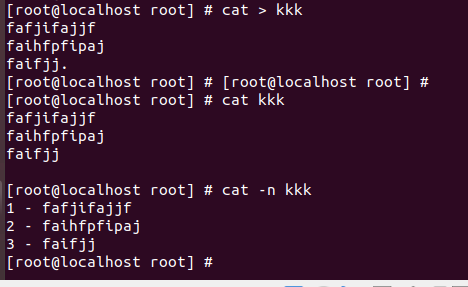 [root@localhost root] # cat > kkk
fafjifajjf
faihfpfipaj
faifjj.
[root@localhost root] # [root@localhost root] #
[root@localhost root] # cat kkk
fafjifajjf
faihfpfipaj
faifjj
[root@localhost root] # cat -n kkk
1 - fafjifajjf
2 - faihfpfipaj
3 - faifjj
[root@localhost root] #